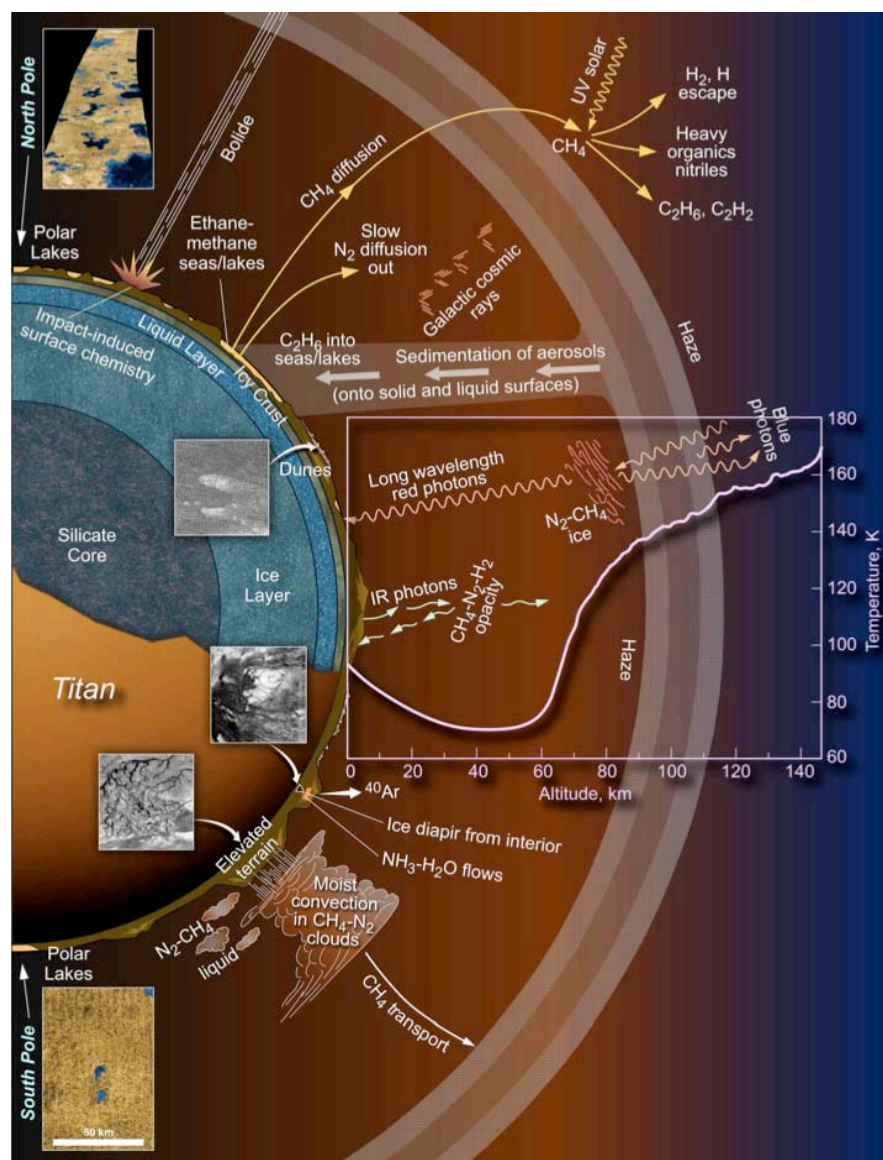 North Pole
Polar
Lakes
Bolide
Ethane-
methane
seas/lakes
CH₄ diffusion
Slow
N₂ diffusion
out
UV solar
CH₄
H₂, H
escape
Heavy
organics
nitriles
C₂H₆, C₂H₂
Galactic cosmic
rays
Impact-induced
surface chemistry
Liquid Layer
Icy Crust
C₂H₆ into
seas/lakes
Sedimentation of aerosols
(onto solid and liquid surfaces)
Haze
Dunes
Silicate
Core
Ice
Layer
Long wavelength
red photons
N₂-CH₄
ice
Blue
photons
IR photons
CH₄-N₂-H₂
opacity
Haze
180
160
140
120
100
80
60
Temperature, K
0
20
40
60
80
100
120
140
Altitude, km
Titan
⁴⁰Ar
Ice diapir from interior
NH₃-H₂O flows
Elevated
terrain
Moist
convection
in CH₄-N₂
clouds
N₂-CH₄
liquid
CH₄ transport
Polar
Lakes
South Pole
50 km